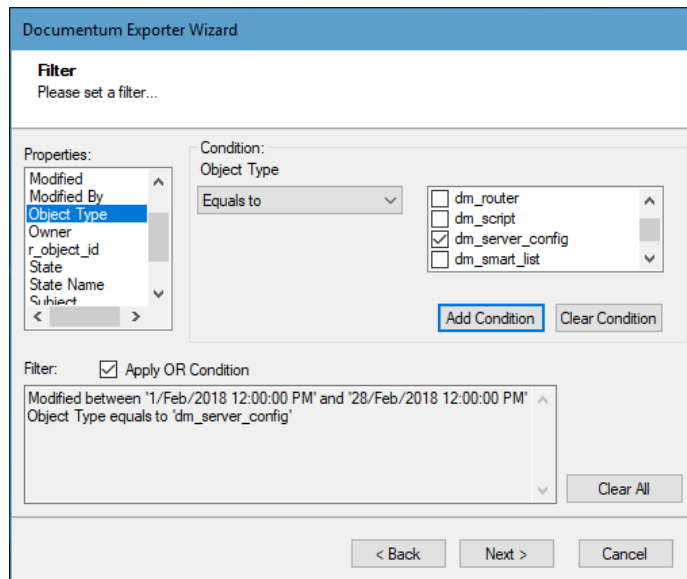 Documentum Exporter Wizard
Filter
Please set a filter...
Properties:
Modified
Modified By
Object Type
Owner
r_object_id
State
State Name
Subject
Condition:
Object Type
Equals to
dm_router
dm_script
dm_server_config
dm_smart_list
Add Condition
Clear Condition
Filter:
Apply OR Condition
Modified between '1/Feb/2018 12:00:00 PM' and '28/Feb/2018 12:00:00 PM'
Object Type equals to 'dm_server_config'
Clear All
< Back
Next >
Cancel